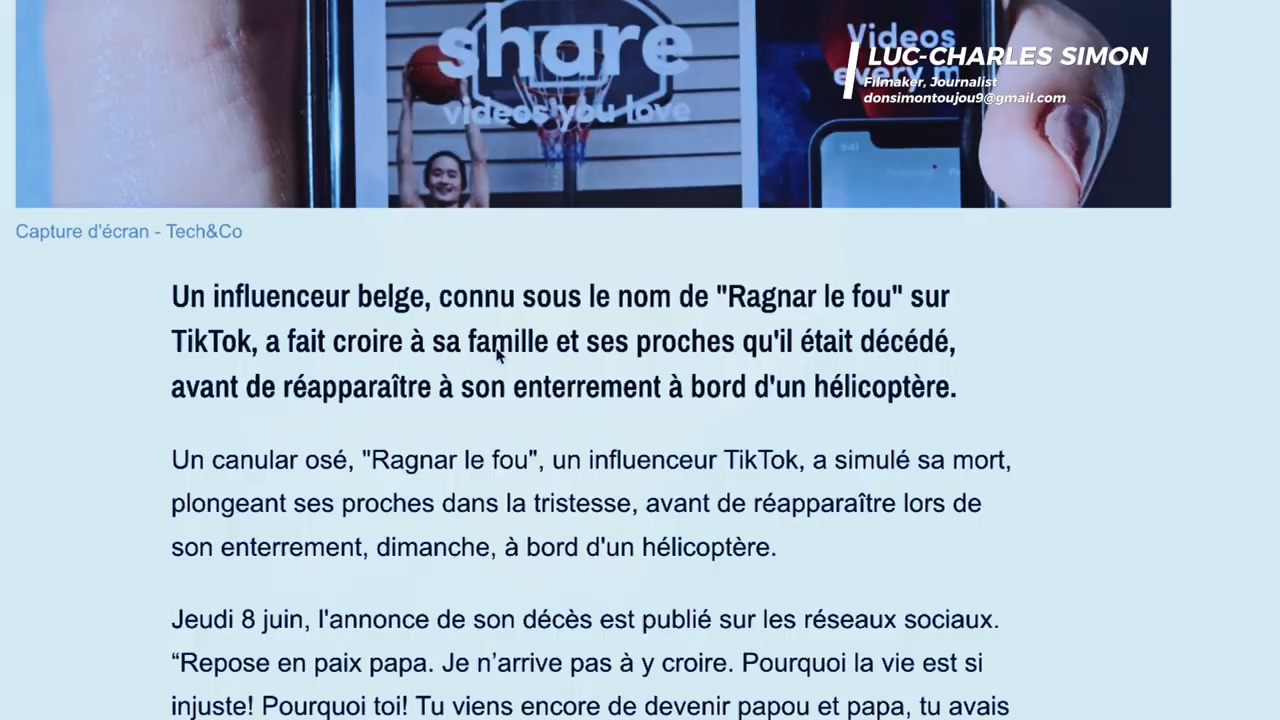 share
videos you love
Videos
every m
LUC-CHARLES SIMON
Filmaker, Journalist
donsimontoujou9@gmail.com
9:41
Capture d'écran - Tech&Co
Un influenceur belge, connu sous le nom de "Ragnar le fou" sur
TikTok, a fait croire à sa famille et ses proches qu'il était décédé,
avant de réapparaître à son enterrement à bord d'un hélicoptère.
Un canular osé, "Ragnar le fou", un influenceur TikTok, a simulé sa mort,
plongeant ses proches dans la tristesse, avant de réapparaître lors de
son enterrement, dimanche, à bord d'un hélicoptère.
Jeudi 8 juin, l'annonce de son décès est publié sur les réseaux sociaux.
“Repose en paix papa. Je n’arrive pas à y croire. Pourquoi la vie est si
injuste! Pourquoi toi! Tu viens encore de devenir papou et papa, tu avais